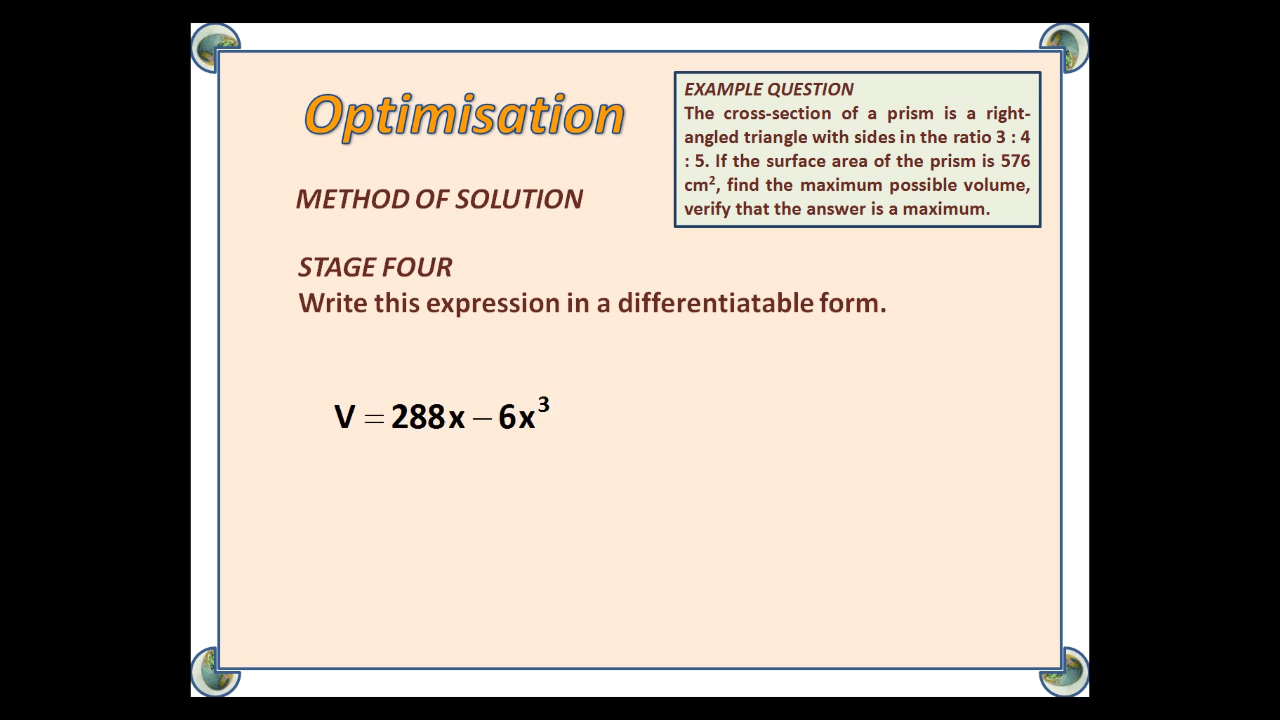 Optimisation
EXAMPLE QUESTION
The cross-section of a prism is a right-
angled triangle with sides in the ratio 3 : 4
: 5. If the surface area of the prism is 576
cm², find the maximum possible volume,
verify that the answer is a maximum.
METHOD OF SOLUTION
STAGE FOUR
Write this expression in a differentiatable form.
V = 288x − 6x³